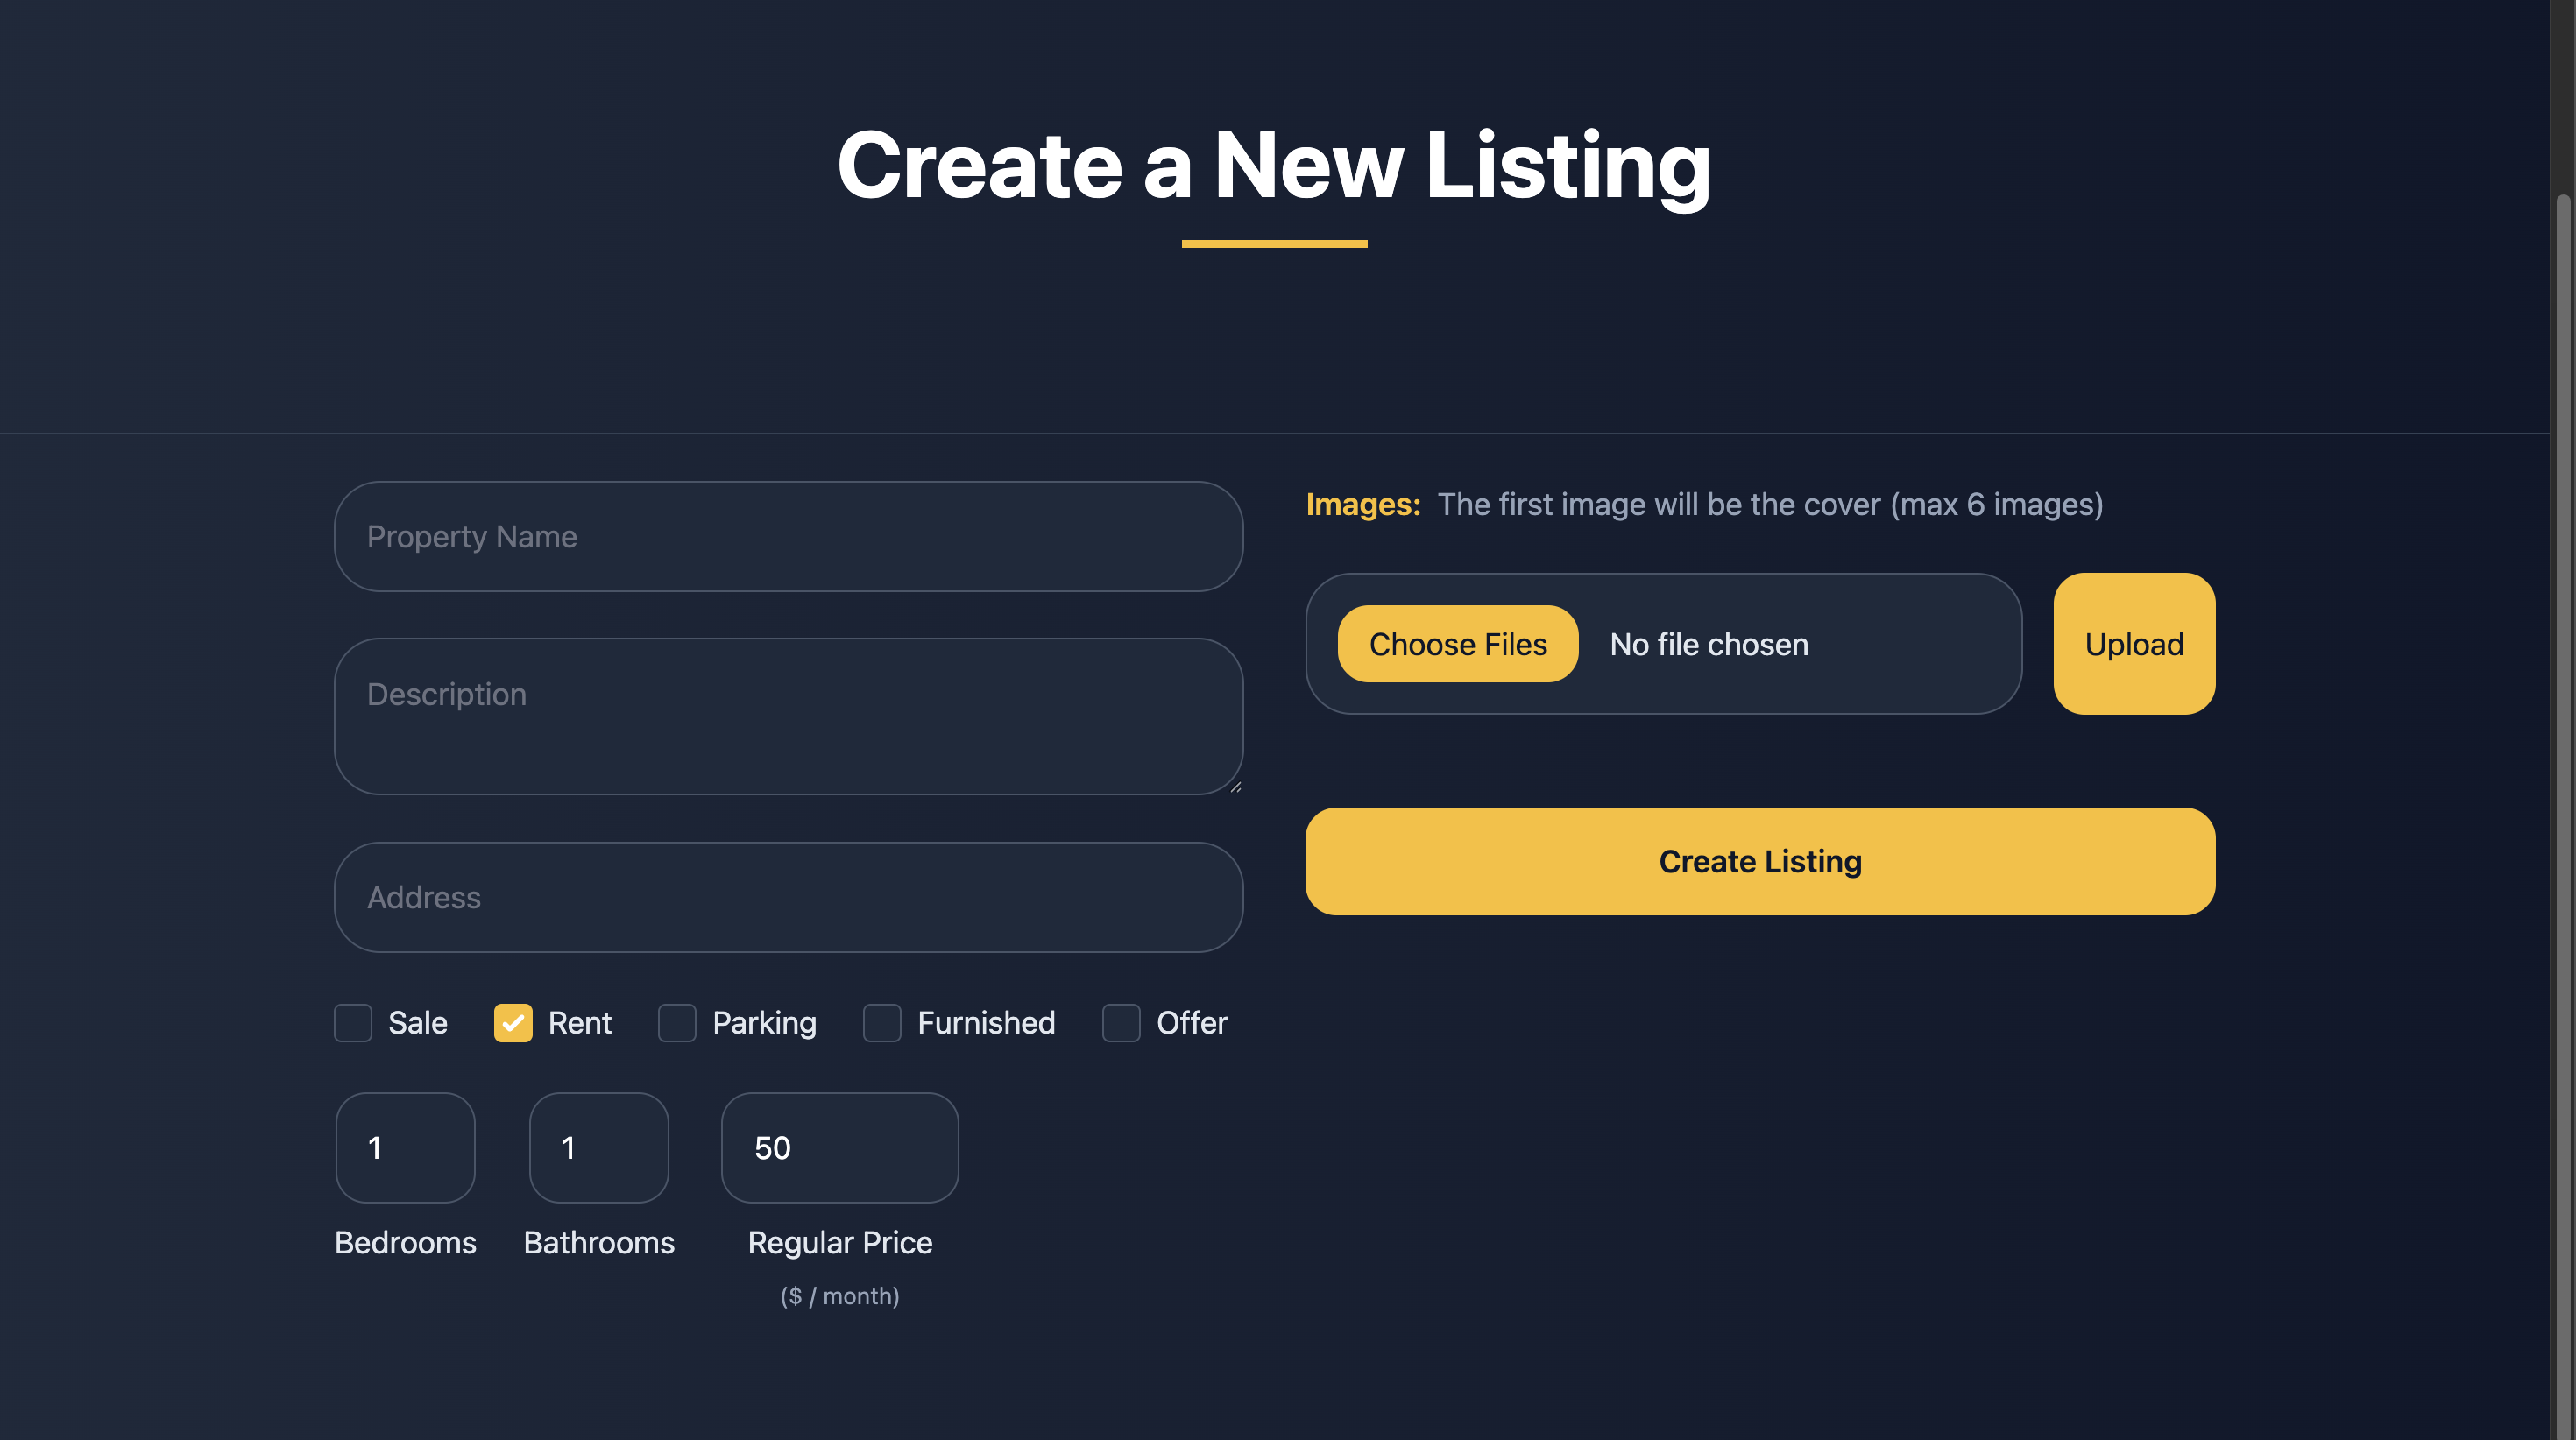 Create a New Listing
Property Name
Description
Address
Sale Rent Parking Furnished Offer
1 1 50
Bedrooms Bathrooms Regular Price
($ / month)
Images: The first image will be the cover (max 6 images)
Choose Files No file chosen Upload
Create Listing